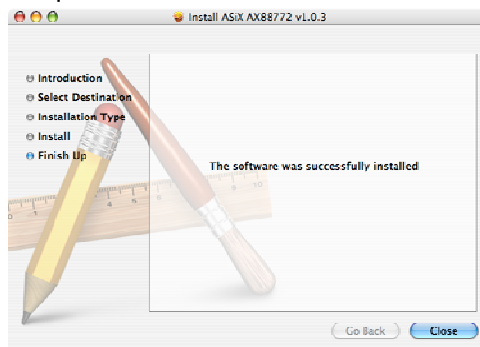 Install ASiX AX88772 v1.0.3
Introduction
Select Destination
Installation Type
Install
Finish Up
The software was successfully installed
Go Back
Close